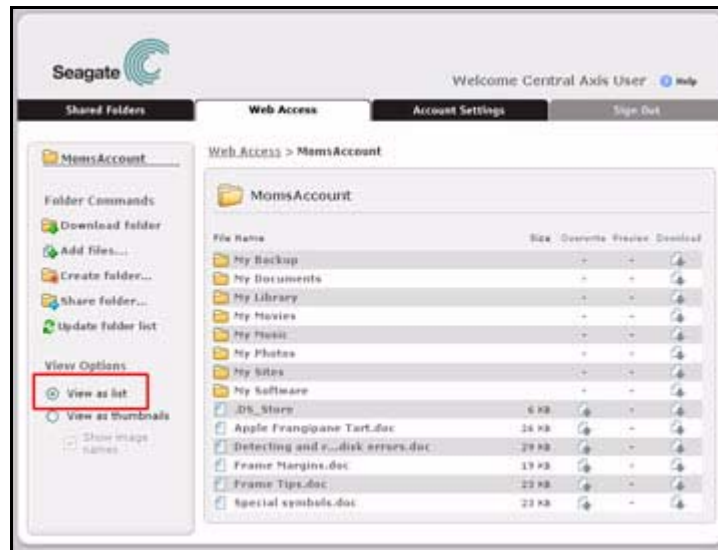 Seagate
Welcome Central Axis User Help
Shared Folders Web Access Account Settings Sign Out
MomsAccount
Folder Commands
Download folder
Add files...
Create folder...
Share folder...
Update folder list
View Options
View as list
View as thumbnails
Show image
names
Web Access > MomsAccount
MomsAccount
File Name Size Overwrite Preview Download
My Backup - -
My Documents - -
My Library - -
My Movies - -
My Music - -
My Photos - -
My Sites - -
My Software - -
.DS_Store 6 KB -
Apple Frangipane Tart.doc 26 KB -
Detecting and r...disk errors.doc 29 KB -
Frame Margins.doc 19 KB -
Frame Tips.doc 23 KB -
Special symbols.doc 23 KB -